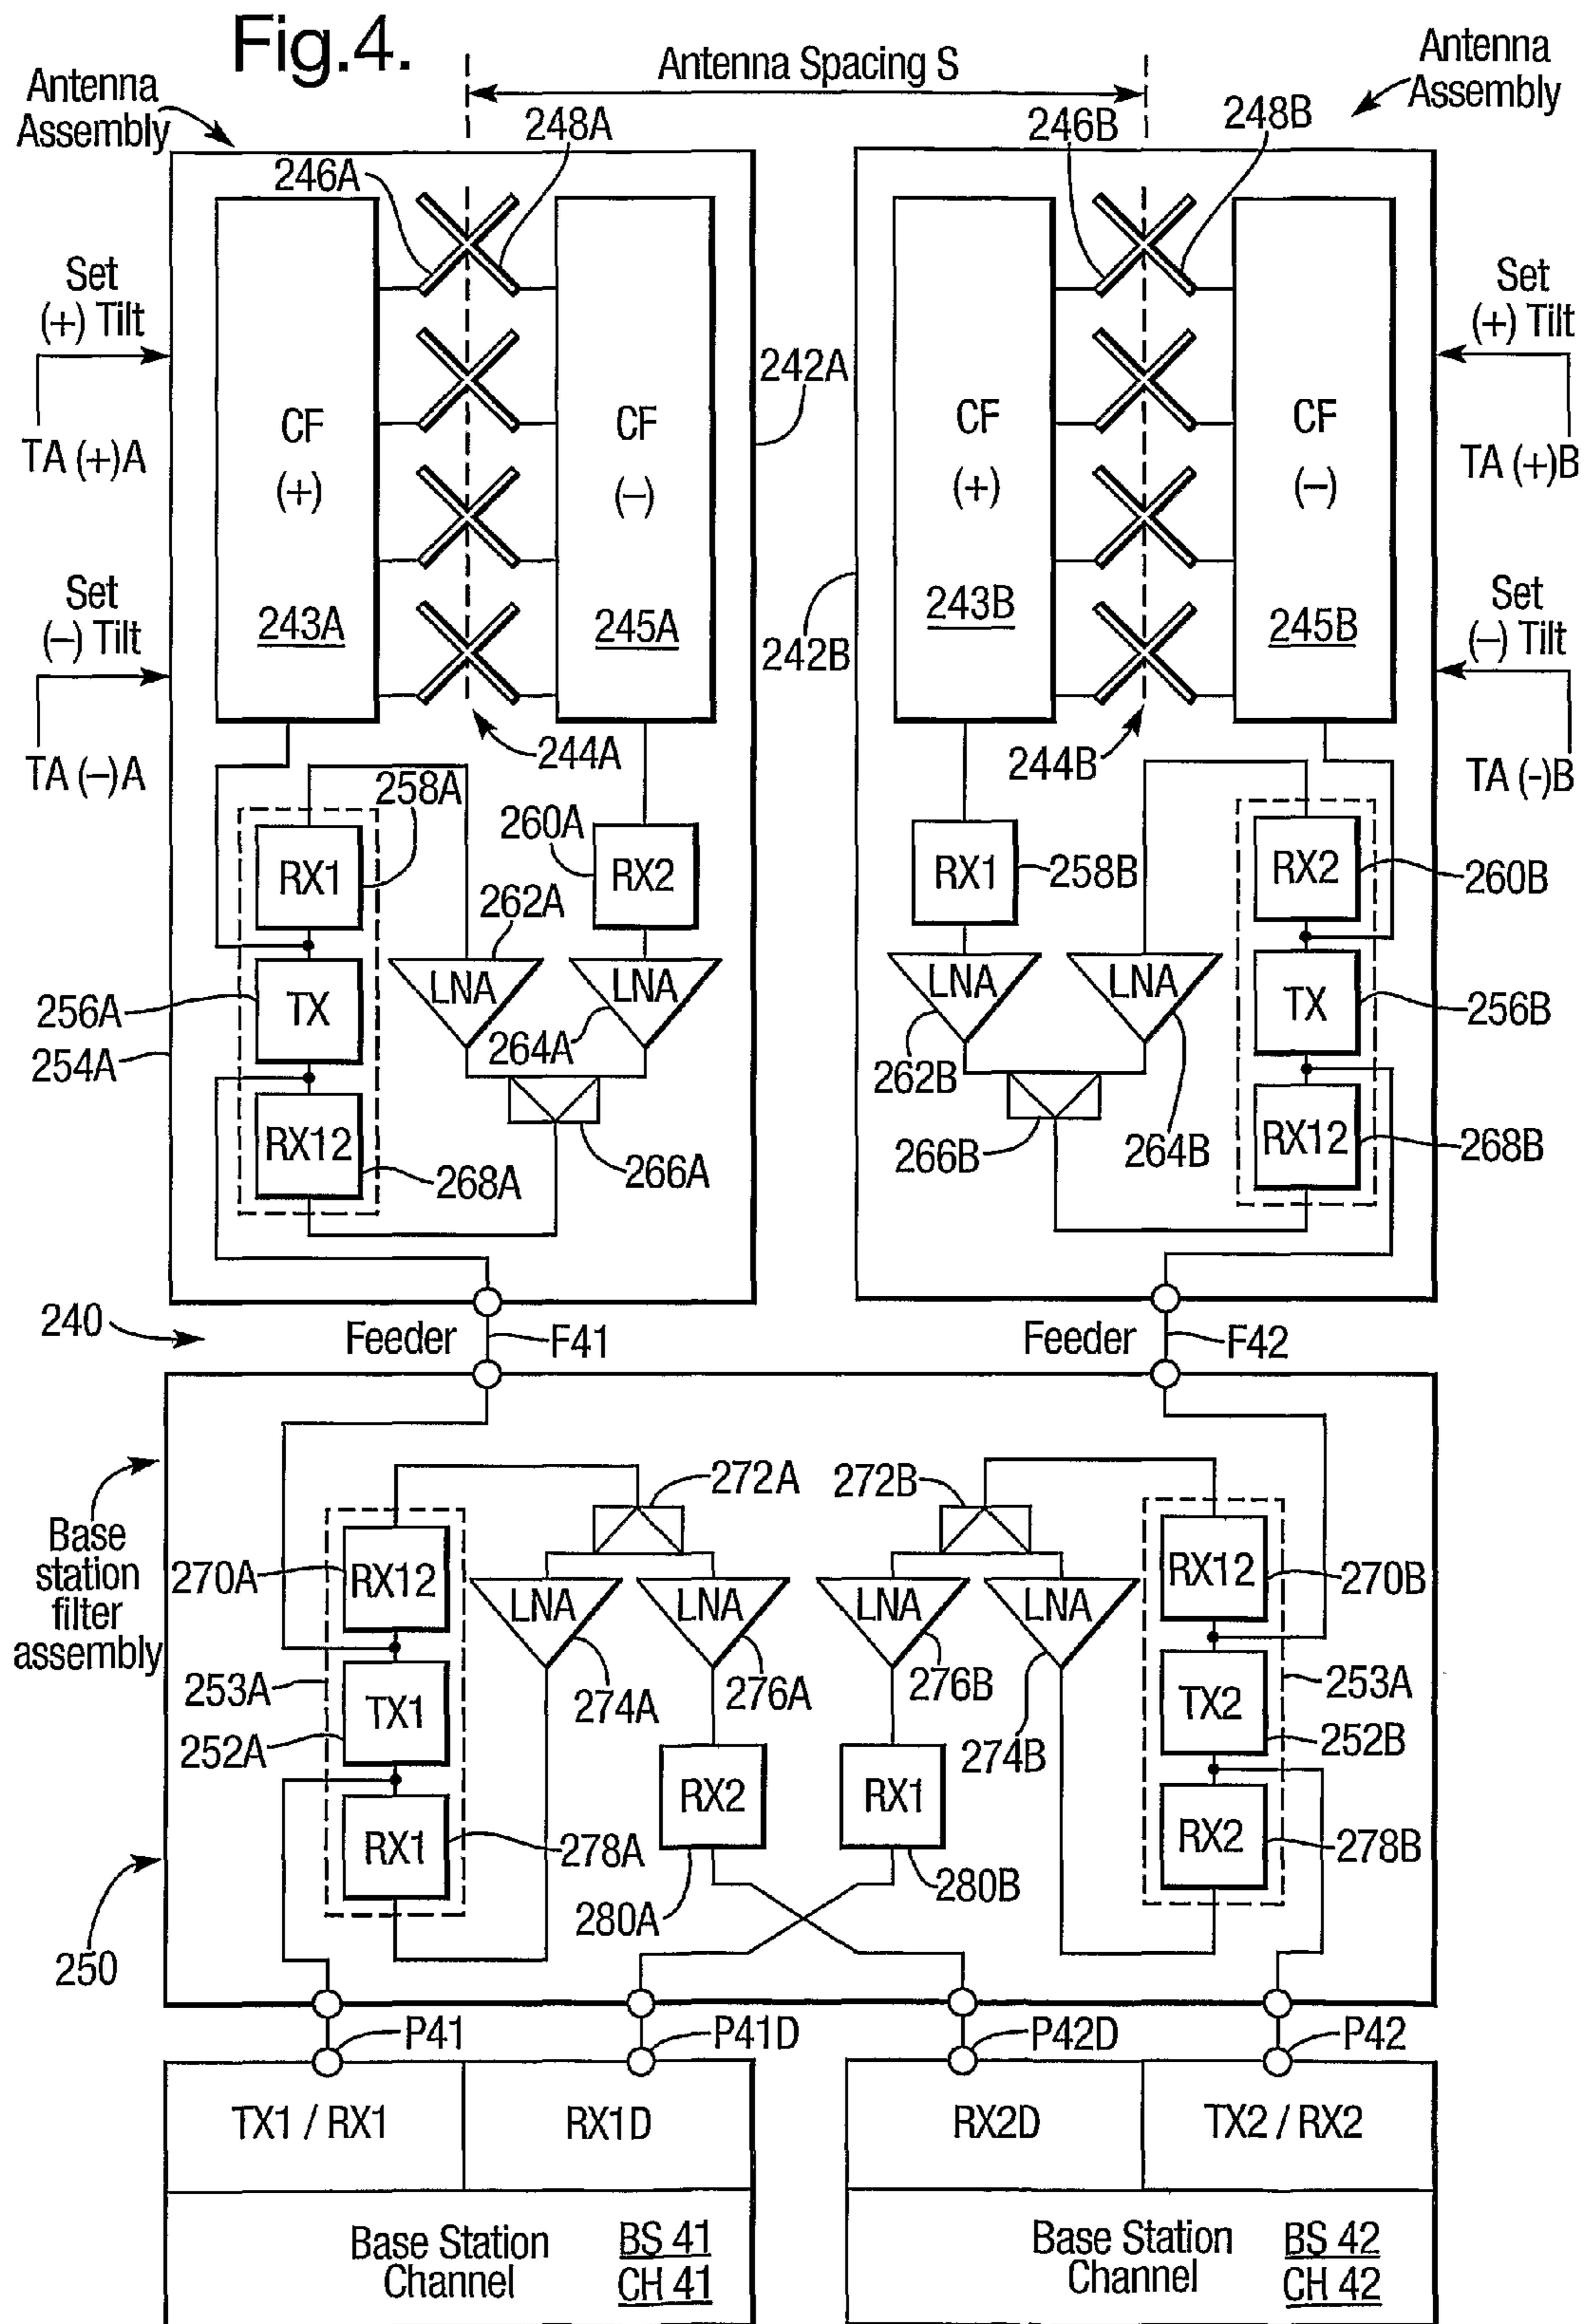 Fig.4.
Antenna Spacing S
Antenna
Assembly
Antenna
Assembly
246A
248A
246B
248B
Set
(+) Tilt
TA (+)A
Set
(–) Tilt
TA (–)A
CF
(+)
243A
CF
(–)
245A
242A
242B
CF
(+)
243B
CF
(–)
245B
Set
(+) Tilt
TA (+)B
Set
(–) Tilt
TA (-)B
244A
244B
258A
260A
RX1
RX2
262A
LNA
LNA
264A
256A
TX
254A
RX12
268A
266A
RX1
258B
RX2
260B
LNA
LNA
262B
264B
TX
256B
266B
RX12
268B
240
Feeder
F41
Feeder
F42
Base
station
filter
assembly
272A
272B
270A
RX12
LNA
LNA
LNA
LNA
RX12
270B
253A
TX1
252A
274A
276A
276B
274B
TX2
253A
252B
RX1
278A
RX2
280A
RX1
280B
RX2
278B
250
P41
P41D
P42D
P42
TX1 / RX1
RX1D
RX2D
TX2 / RX2
Base Station
Channel
BS 41
CH 41
Base Station
Channel
BS 42
CH 42